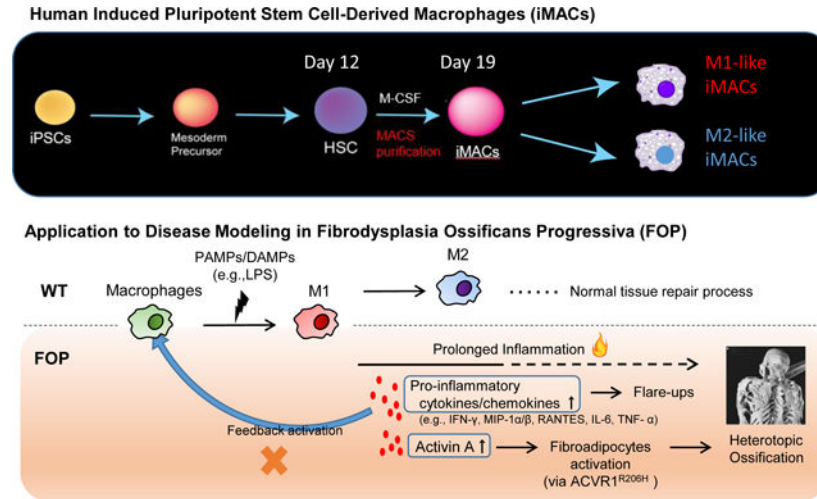 Human Induced Pluripotent Stem Cell-Derived Macrophages (iMACs)
Day 12
Day 19
M1-like
iMACs
M-CSF
iPSCs
Mesoderm
Precursor
HSC
MACS
purification
iMACs
M2-like
iMACs
Application to Disease Modeling in Fibrodysplasia Ossificans Progressiva (FOP)
PAMPs/DAMPs
(e.g.,LPS)
M2
WT
Macrophages
M1
...... Normal tissue repair process
FOP
Prolonged Inflammation
Pro-inflammatory
cytokines/chemokines ↑
Flare-ups
(e.g., IFN-γ, MIP-1α/β, RANTES, IL-6, TNF- α)
Feedback activation
Activin A ↑
Fibroadipocytes
activation
(via ACVR1R206H)
Heterotopic
Ossification